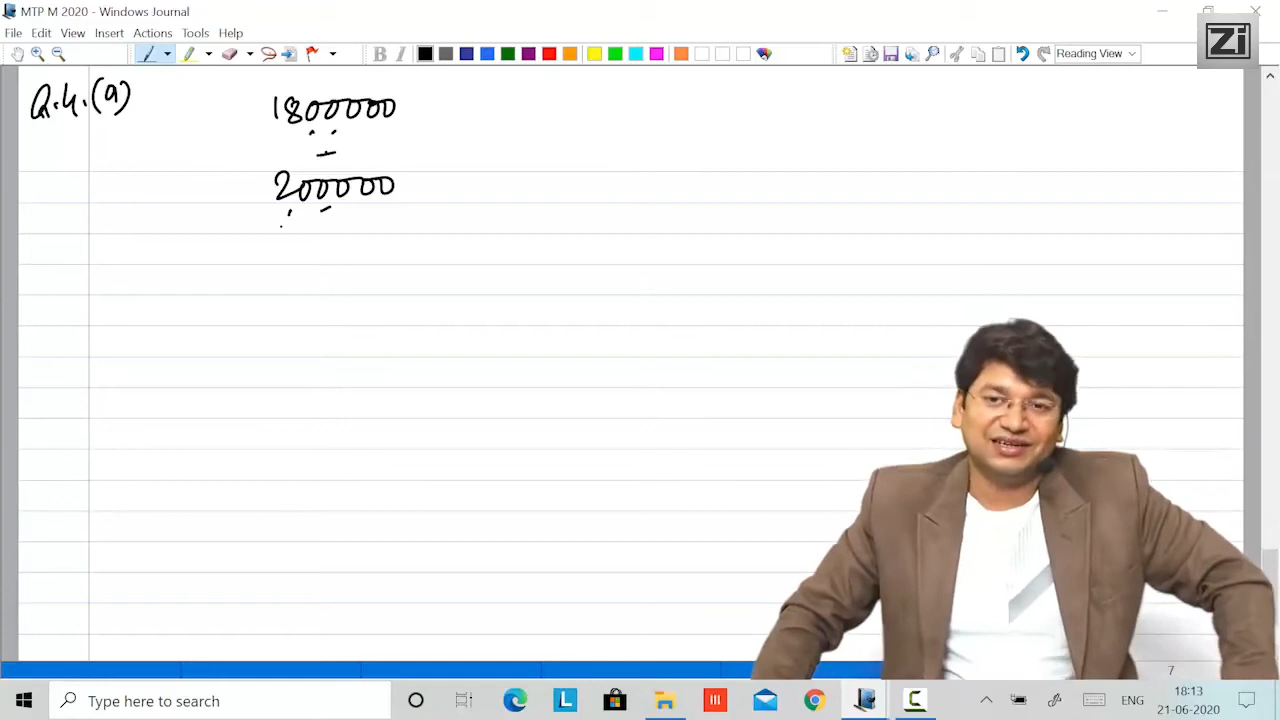 MTP M 2020 - Windows Journal
Zi
File Edit View Insert Actions Tools Help
B I Reading View
Q.4.(a) 1800000
200000
7
Type here to search
ENG
18:13
21-06-2020